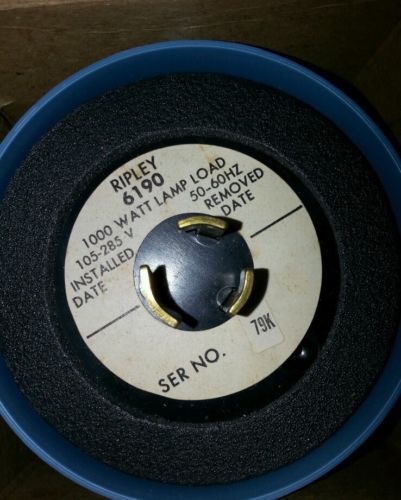 RIPLEY
6190
1000 WATT LAMP LOAD
105-285 V 50-60HZ
INSTALLED REMOVED
DATE DATE
SER NO. 79K